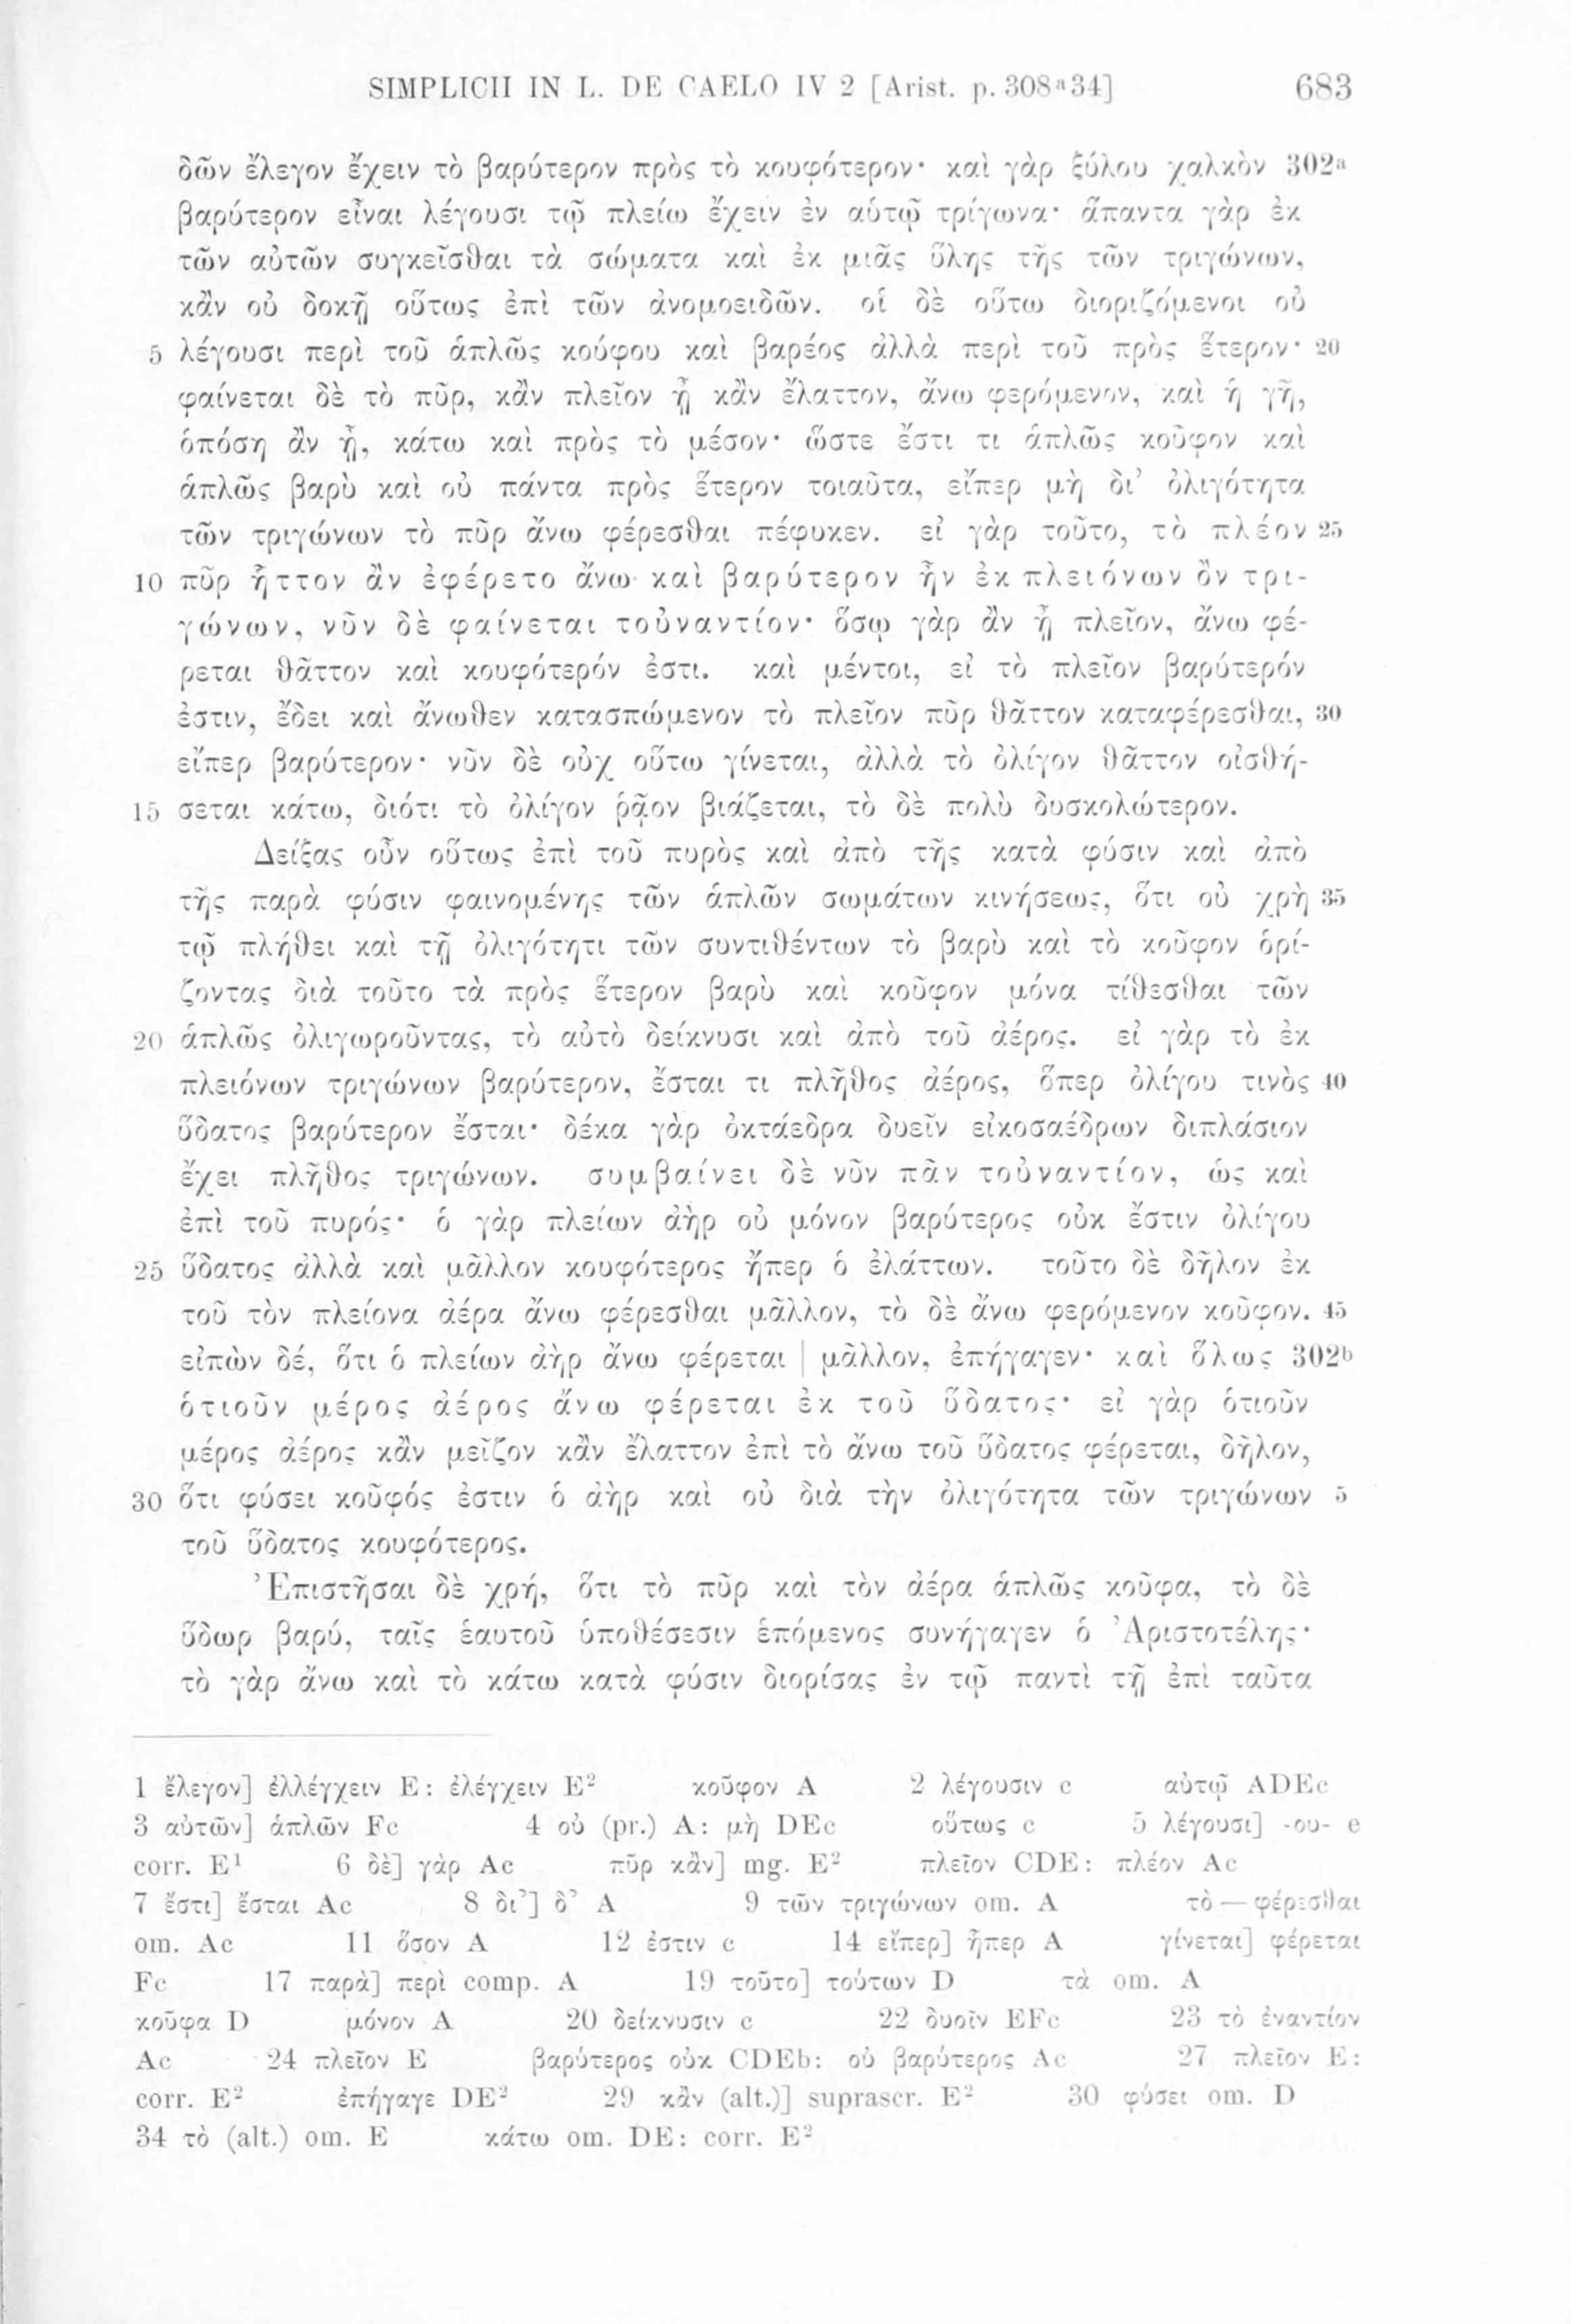 SIMPLICII IN L. DE CAELO IV 2 [Arist. p. 308ᵃ34] 683
δῶν ἔλεγον ἔχειν τὸ βαρύτερον πρὸς τὸ κουφότερον· καὶ γὰρ ξύλου χαλκὸν 302ᵃ
βαρύτερον εἶναι λέγουσι τῷ πλείω ἔχειν ἐν αὑτῷ τρίγωνα· ἅπαντα γὰρ ἐκ
τῶν αὐτῶν συγκεῖσθαι τὰ σώματα καὶ ἐκ μιᾶς ὕλης τῆς τῶν τριγώνων,
κἂν οὐ δοκῇ οὕτως ἐπὶ τῶν ἀνομοειδῶν. οἱ δὲ οὕτω διοριζόμενοι οὐ
5 λέγουσι περὶ τοῦ ἁπλῶς κούφου καὶ βαρέος ἀλλὰ περὶ τοῦ πρὸς ἕτερον· 20
φαίνεται δὲ τὸ πῦρ, κἂν πλεῖον ᾖ κἂν ἔλαττον, ἄνω φερόμενον, καὶ ἡ γῆ,
ὁπόση ἂν ᾖ, κάτω καὶ πρὸς τὸ μέσον· ὥστε ἔστι τι ἁπλῶς κοῦφον καὶ
ἁπλῶς βαρὺ καὶ οὐ πάντα πρὸς ἕτερον τοιαῦτα, εἴπερ μὴ δι’ ὀλιγότητα
τῶν τριγώνων τὸ πῦρ ἄνω φέρεσθαι πέφυκεν. εἰ γὰρ τοῦτο, τὸ πλέον 25
10 πῦρ ἧττον ἂν ἐφέρετο ἄνω καὶ βαρύτερον ἦν ἐκ πλειόνων ὂν τρι-
γώνων, νῦν δὲ φαίνεται τοὐναντίον· ὅσῳ γὰρ ἂν ᾖ πλεῖον, ἄνω φέ-
ρεται θᾶττον καὶ κουφότερόν ἐστι. καὶ μέντοι, εἰ τὸ πλεῖον βαρύτερόν
ἐστιν, ἔδει καὶ ἄνωθεν κατασπώμενον τὸ πλεῖον πῦρ θᾶττον καταφέρεσθαι, 30
εἴπερ βαρύτερον· νῦν δὲ οὐχ οὕτω γίνεται, ἀλλὰ τὸ ὀλίγον θᾶττον οἰσθή-
15 σεται κάτω, διότι τὸ ὀλίγον ῥᾷον βιάζεται, τὸ δὲ πολὺ δυσκολώτερον.
Δείξας οὖν οὕτως ἐπὶ τοῦ πυρὸς καὶ ἀπὸ τῆς κατὰ φύσιν καὶ ἀπὸ
τῆς παρὰ φύσιν φαινομένης τῶν ἁπλῶν σωμάτων κινήσεως, ὅτι οὐ χρὴ 35
τῷ πλήθει καὶ τῇ ὀλιγότητι τῶν συντιθέντων τὸ βαρὺ καὶ τὸ κοῦφον ὁρί-
ζοντας διὰ τοῦτο τὰ πρὸς ἕτερον βαρὺ καὶ κοῦφον μόνα τίθεσθαι τῶν
20 ἁπλῶς ὀλιγωροῦντας, τὸ αὐτὸ δείκνυσι καὶ ἀπὸ τοῦ ἀέρος. εἰ γὰρ τὸ ἐκ
πλειόνων τριγώνων βαρύτερον, ἔσται τι πλῆθος ἀέρος, ὅπερ ὀλίγου τινὸς 40
ὕδατος βαρύτερον ἔσται· δέκα γὰρ ὀκτάεδρα δυεῖν εἰκοσαέδρων διπλάσιον
ἔχει πλῆθος τριγώνων. συμβαίνει δὲ νῦν πᾶν τοὐναντίον, ὡς καὶ
ἐπὶ τοῦ πυρός· ὁ γὰρ πλείων ἀὴρ οὐ μόνον βαρύτερος οὐκ ἔστιν ὀλίγου
25 ὕδατος ἀλλὰ καὶ μᾶλλον κουφότερος ἤπερ ὁ ἐλάττων. τοῦτο δὲ δῆλον ἐκ
τοῦ τὸν πλείονα ἀέρα ἄνω φέρεσθαι μᾶλλον, τὸ δὲ ἄνω φερόμενον κοῦφον. 45
εἰπὼν δέ, ὅτι ὁ πλείων ἀὴρ ἄνω φέρεται | μᾶλλον, ἐπήγαγεν· καὶ ὅλως 302ᵇ
ὁτιοῦν μέρος ἀέρος ἄνω φέρεται ἐκ τοῦ ὕδατος· εἰ γὰρ ὁτιοῦν
μέρος ἀέρος κἂν μεῖζον κἂν ἔλαττον ἐπὶ τὸ ἄνω τοῦ ὕδατος φέρεται, δῆλον,
30 ὅτι φύσει κοῦφός ἐστιν ὁ ἀὴρ καὶ οὐ διὰ τὴν ὀλιγότητα τῶν τριγώνων 5
τοῦ ὕδατος κουφότερος.
Ἐπιστῆσαι δὲ χρή, ὅτι τὸ πῦρ καὶ τὸν ἀέρα ἁπλῶς κοῦφα, τὸ δὲ
ὕδωρ βαρύ, ταῖς ἑαυτοῦ ὑποθέσεσιν ἑπόμενος συνήγαγεν ὁ Ἀριστοτέλης·
τὸ γὰρ ἄνω καὶ τὸ κάτω κατὰ φύσιν διορίσας ἐν τῷ παντὶ τῇ ἐπὶ ταῦτα
1 ἔλεγον] ἐλλέγχειν E: ἐλέγχειν E² κοῦφον A 2 λέγουσιν c αὐτῷ ADEc
3 αὐτῶν] ἁπλῶν Fc 4 οὐ (pr.) A: μὴ DEc οὕτως c 5 λέγουσι] -ου- e
corr. E¹ 6 δὲ] γὰρ Ac πῦρ κἂν] mg. E² πλεῖον CDE: πλέον Ac
7 ἔστι] ἔσται Ac 8 δι’] δ’ A 9 τῶν τριγώνων om. A τὸ — φέρεσθαι
om. Ac 11 ὅσον A 12 ἐστιν c 14 εἴπερ] ἧπερ A γίνεται] φέρεται
Fc 17 παρὰ] περὶ comp. A 19 τοῦτο] τούτων D τὰ om. A
κοῦφα D μόνον A 20 δείκνυσιν c 22 δυοῖν EFc 23 τὸ ἐναντίον
Ac 24 πλεῖον E βαρύτερος οὐκ CDEb: οὐ βαρύτερος Ac 27 πλεῖον E:
corr. E² ἐπήγαγε DE² 29 κἂν (alt.)] suprascr. E² 30 φύσει om. D
34 τὸ (alt.) om. E κάτω om. DE: corr. E²